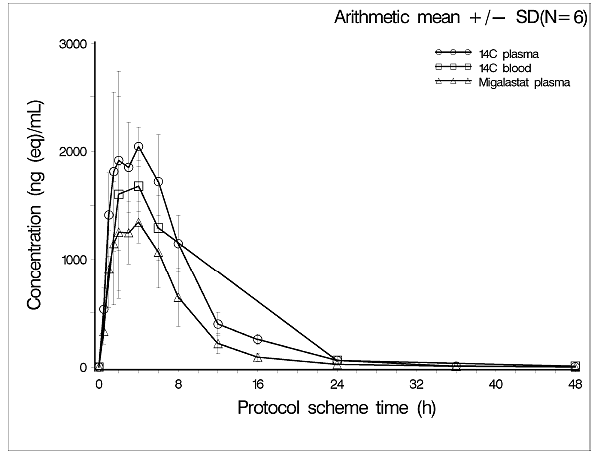 Arithmetic mean +/− SD(N=6)
14C plasma
14C blood
Migalastat plasma
Concentration (ng (eq)/mL)
3000
2000
1000
0
0 8 16 24 32 40 48
Protocol scheme time (h)